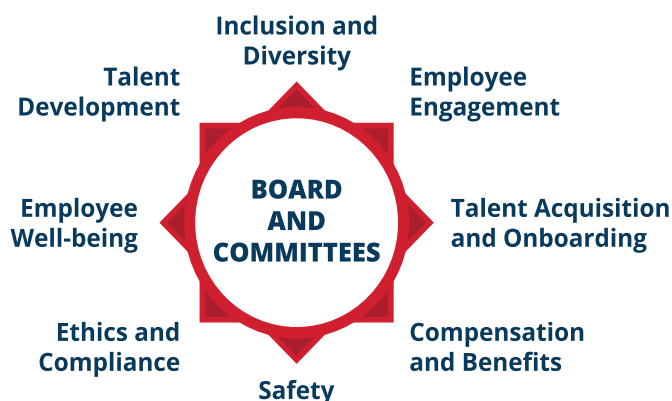 Inclusion and
Diversity
Talent
Development
Employee
Engagement
Employee
Well-being
BOARD
AND
COMMITTEES
Talent Acquisition
and Onboarding
Ethics and
Compliance
Compensation
and Benefits
Safety